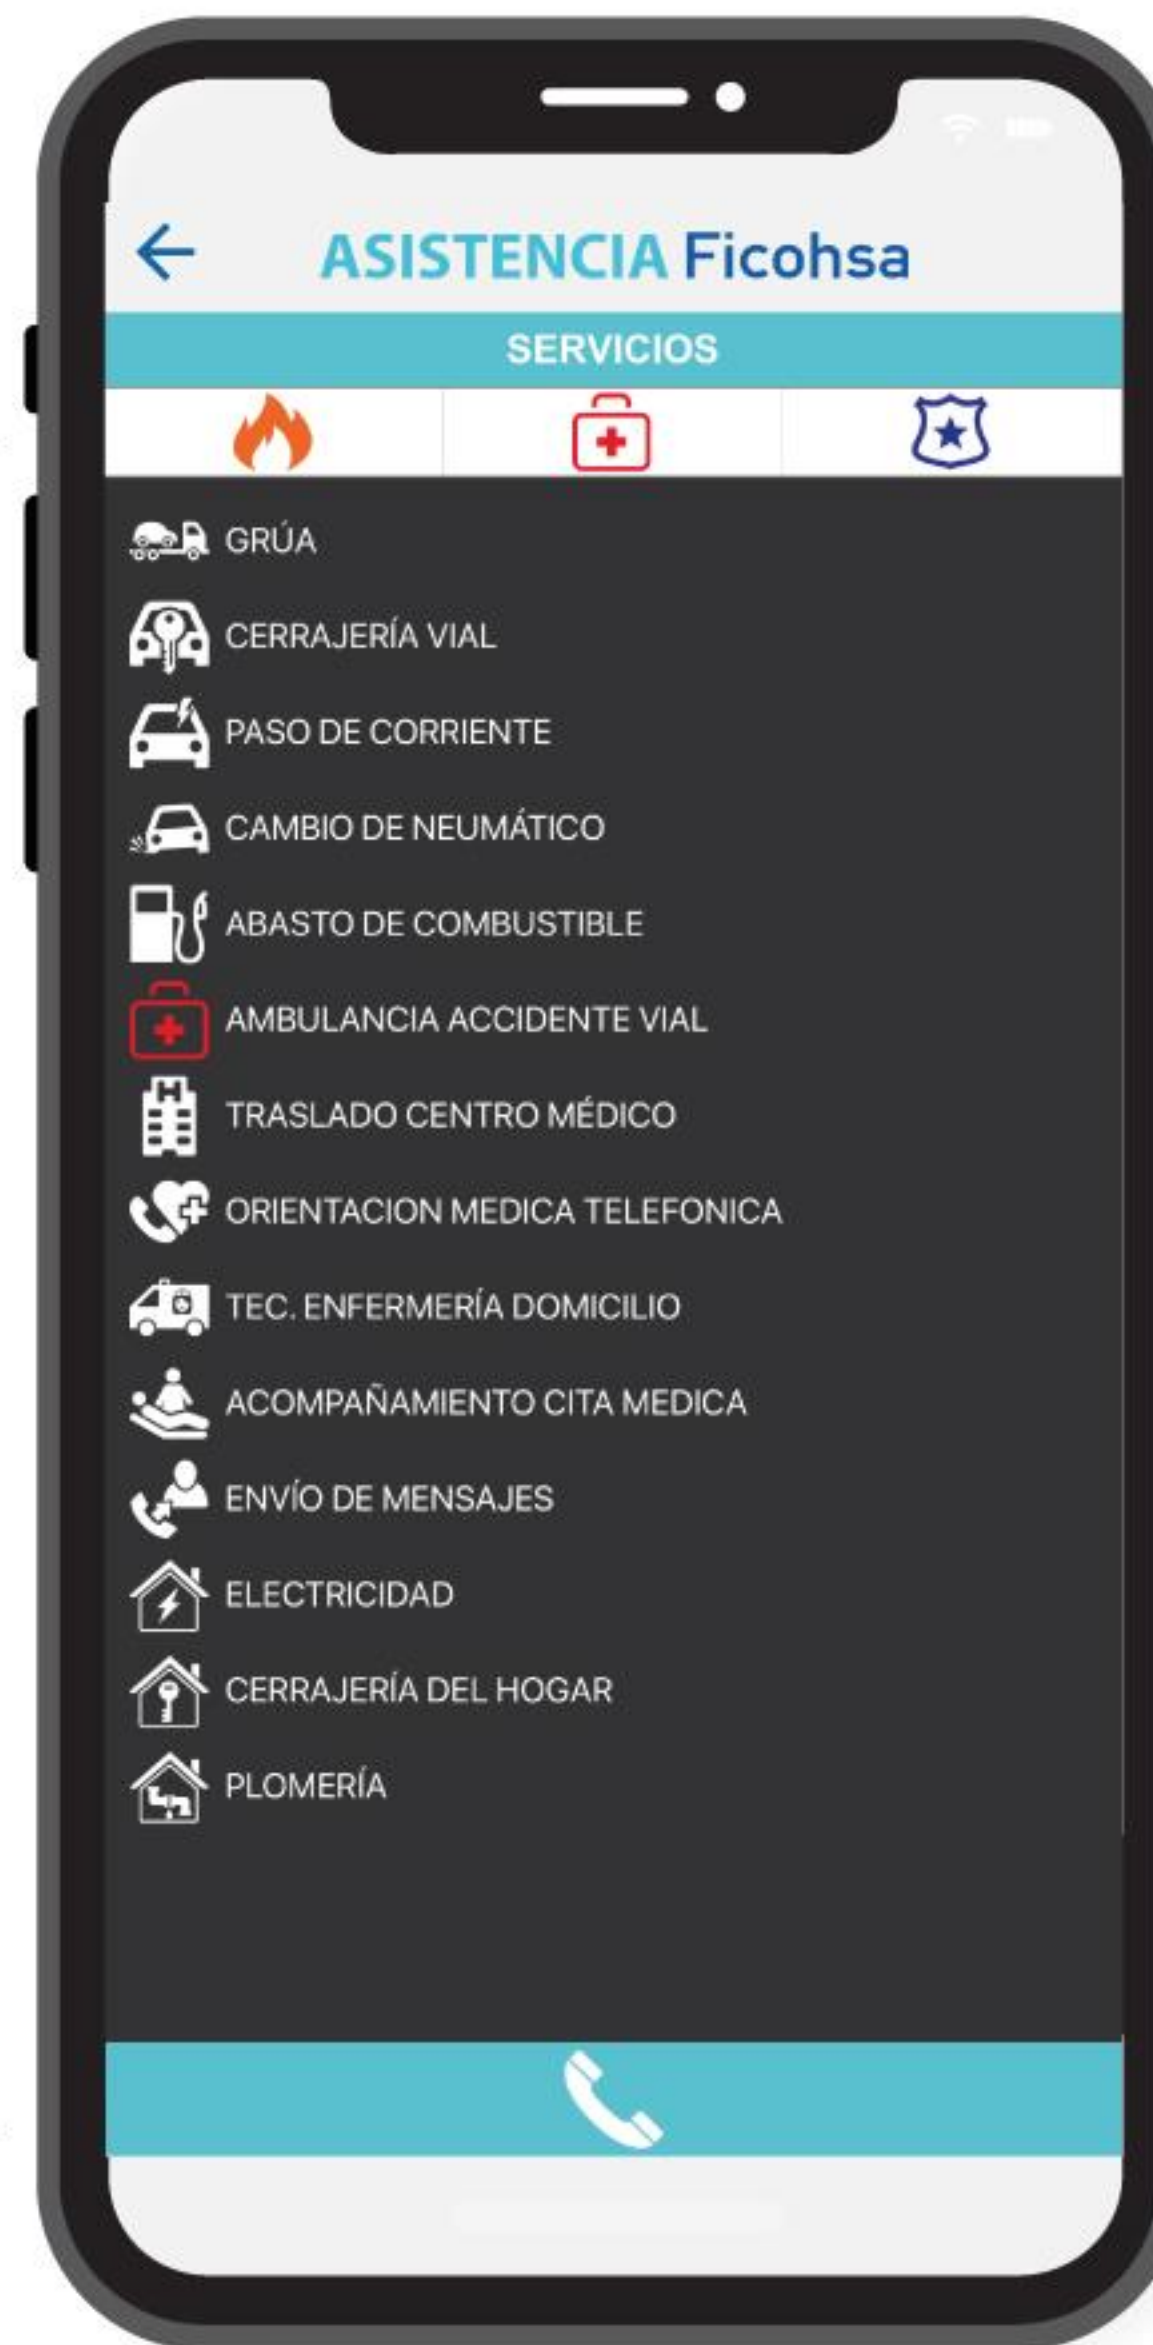 ASISTENCIA Ficohsa
SERVICIOS
GRÚA
CERRAJERÍA VIAL
PASO DE CORRIENTE
CAMBIO DE NEUMÁTICO
ABASTO DE COMBUSTIBLE
AMBULANCIA ACCIDENTE VIAL
TRASLADO CENTRO MÉDICO
ORIENTACION MEDICA TELEFONICA
TEC. ENFERMERÍA DOMICILIO
ACOMPAÑAMIENTO CITA MEDICA
ENVÍO DE MENSAJES
ELECTRICIDAD
CERRAJERÍA DEL HOGAR
PLOMERÍA